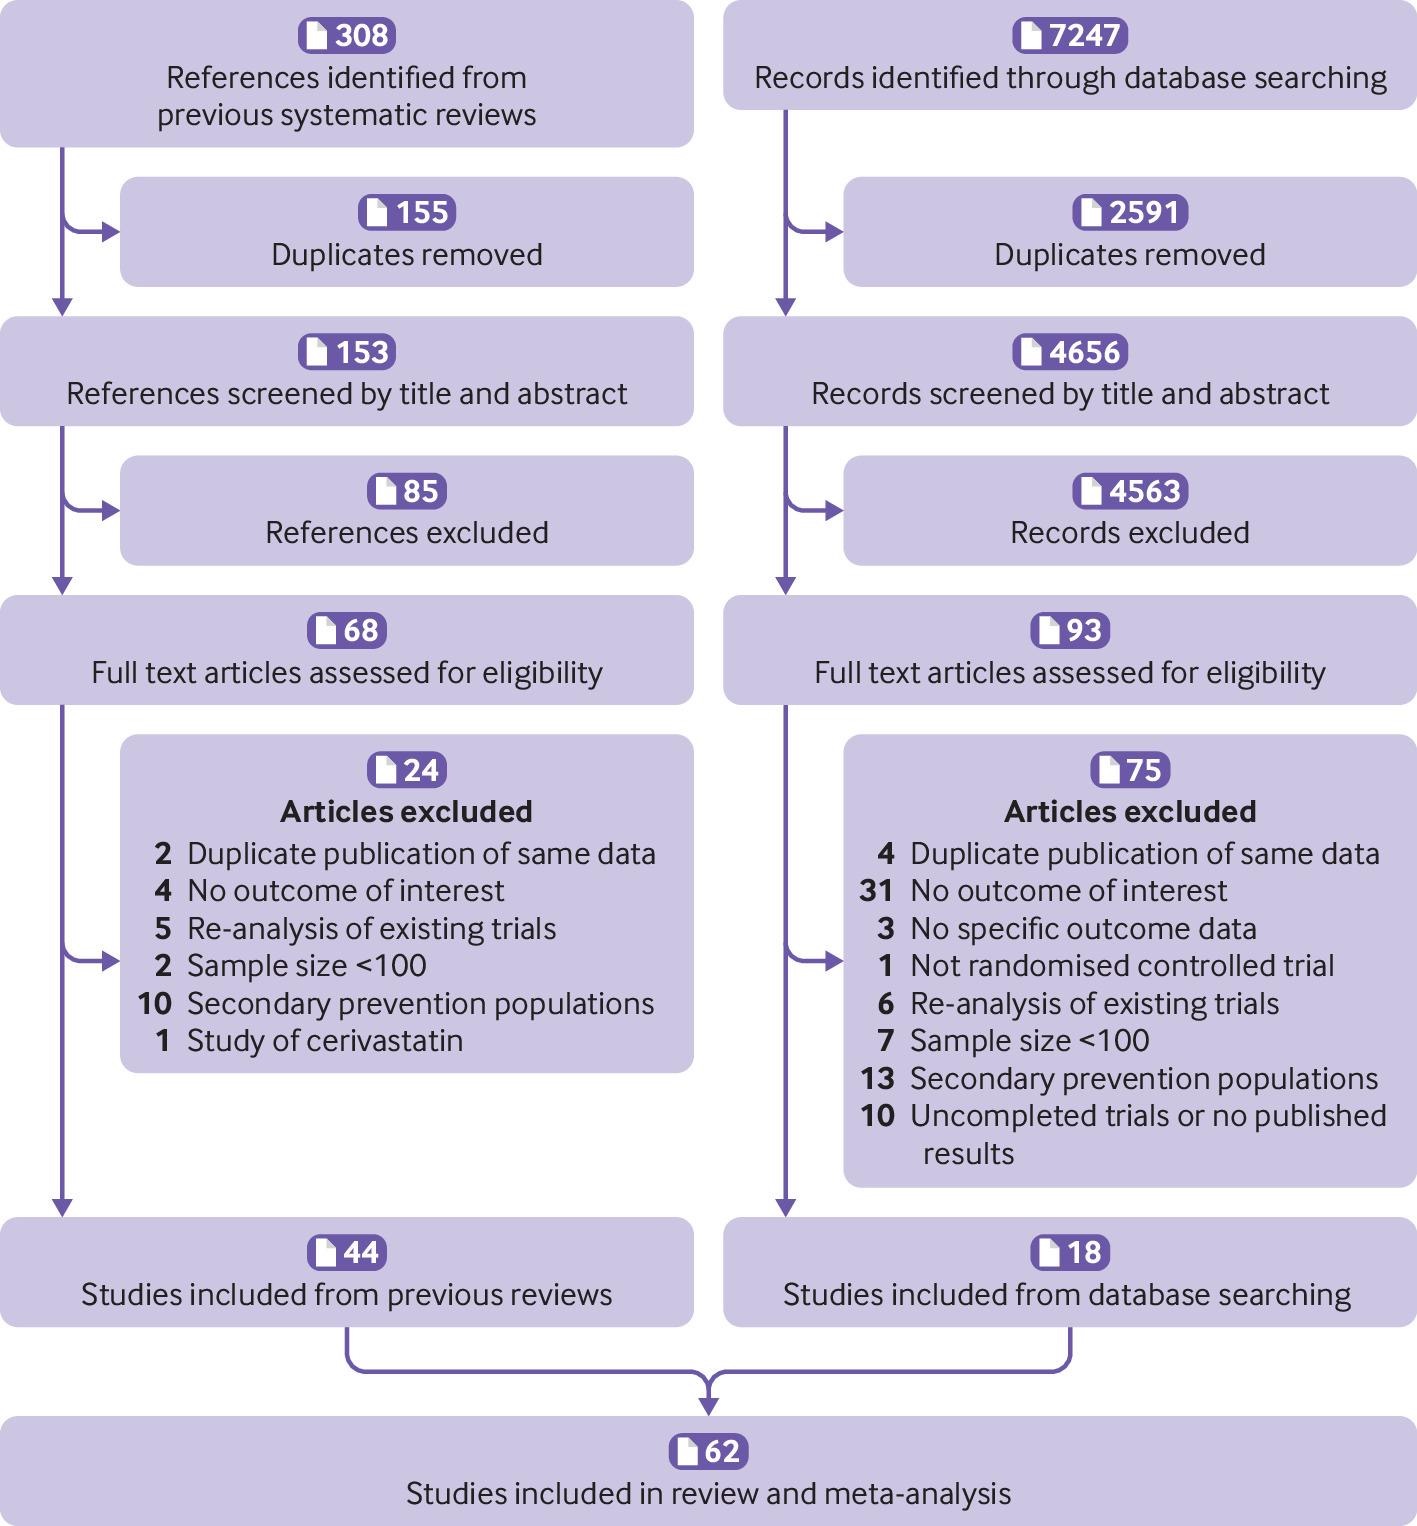 308
References identified from
previous systematic reviews
155
Duplicates removed
153
References screened by title and abstract
85
References excluded
68
Full text articles assessed for eligibility
24
Articles excluded
2 Duplicate publication of same data
4 No outcome of interest
5 Re-analysis of existing trials
2 Sample size <100
10 Secondary prevention populations
1 Study of cerivastatin
44
Studies included from previous reviews
7247
Records identified through database searching
2591
Duplicates removed
4656
Records screened by title and abstract
4563
Records excluded
93
Full text articles assessed for eligibility
75
Articles excluded
4 Duplicate publication of same data
31 No outcome of interest
3 No specific outcome data
1 Not randomised controlled trial
6 Re-analysis of existing trials
7 Sample size <100
13 Secondary prevention populations
10 Uncompleted trials or no published
results
18
Studies included from database searching
62
Studies included in review and meta-analysis